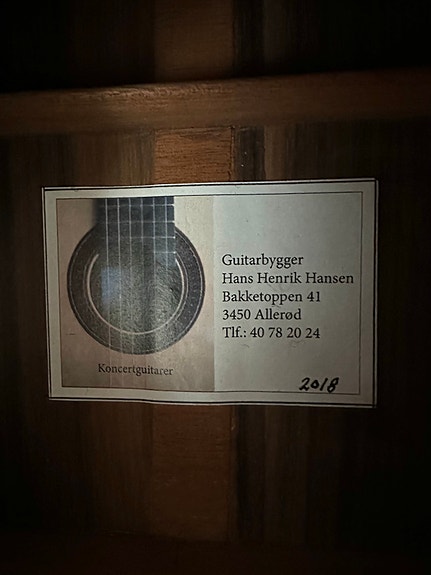 Koncertguitarer
Guitarbygger
Hans Henrik Hansen
Bakketoppen 41
3450 Allerød
Tlf.: 40 78 20 24
2018